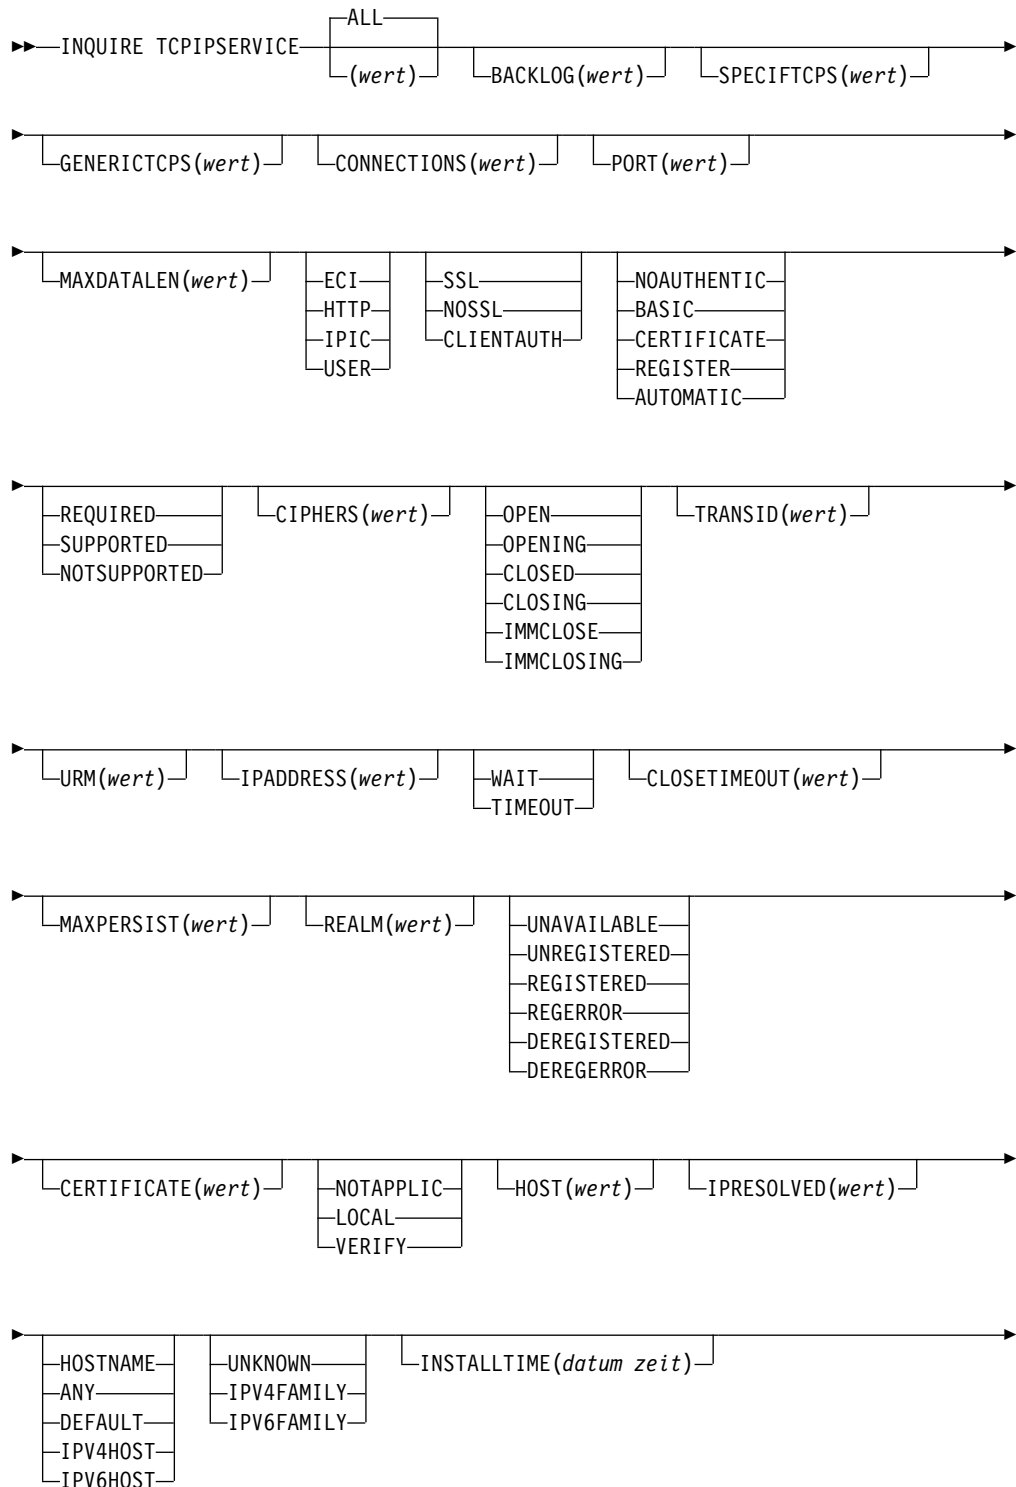 ALL
INQUIRE TCPIPSERVICE
(wert) BACKLOG(wert) SPECIFTCPS(wert)
GENERICTCPS(wert) CONNECTIONS(wert) PORT(wert)
MAXDATALEN(wert) ECI SSL NOAUTHENTIC
HTTP NOSSL BASIC
IPIC CLIENTAUTH CERTIFICATE
USER REGISTER
AUTOMATIC
REQUIRED CIPHERS(wert) OPEN TRANSID(wert)
SUPPORTED OPENING
NOTSUPPORTED CLOSED
CLOSING
IMMCLOSE
IMMCLOSING
URM(wert) IPADDRESS(wert) WAIT CLOSETIMEOUT(wert)
TIMEOUT
MAXPERSIST(wert) REALM(wert) UNAVAILABLE
UNREGISTERED
REGISTERED
REGERROR
DEREGISTERED
DEREGERROR
CERTIFICATE(wert) NOTAPPLIC HOST(wert) IPRESOLVED(wert)
LOCAL
VERIFY
HOSTNAME UNKNOWN INSTALLTIME(datum zeit)
ANY IPV4FAMILY
DEFAULT IPV6FAMILY
IPV4HOST
IPV6HOST